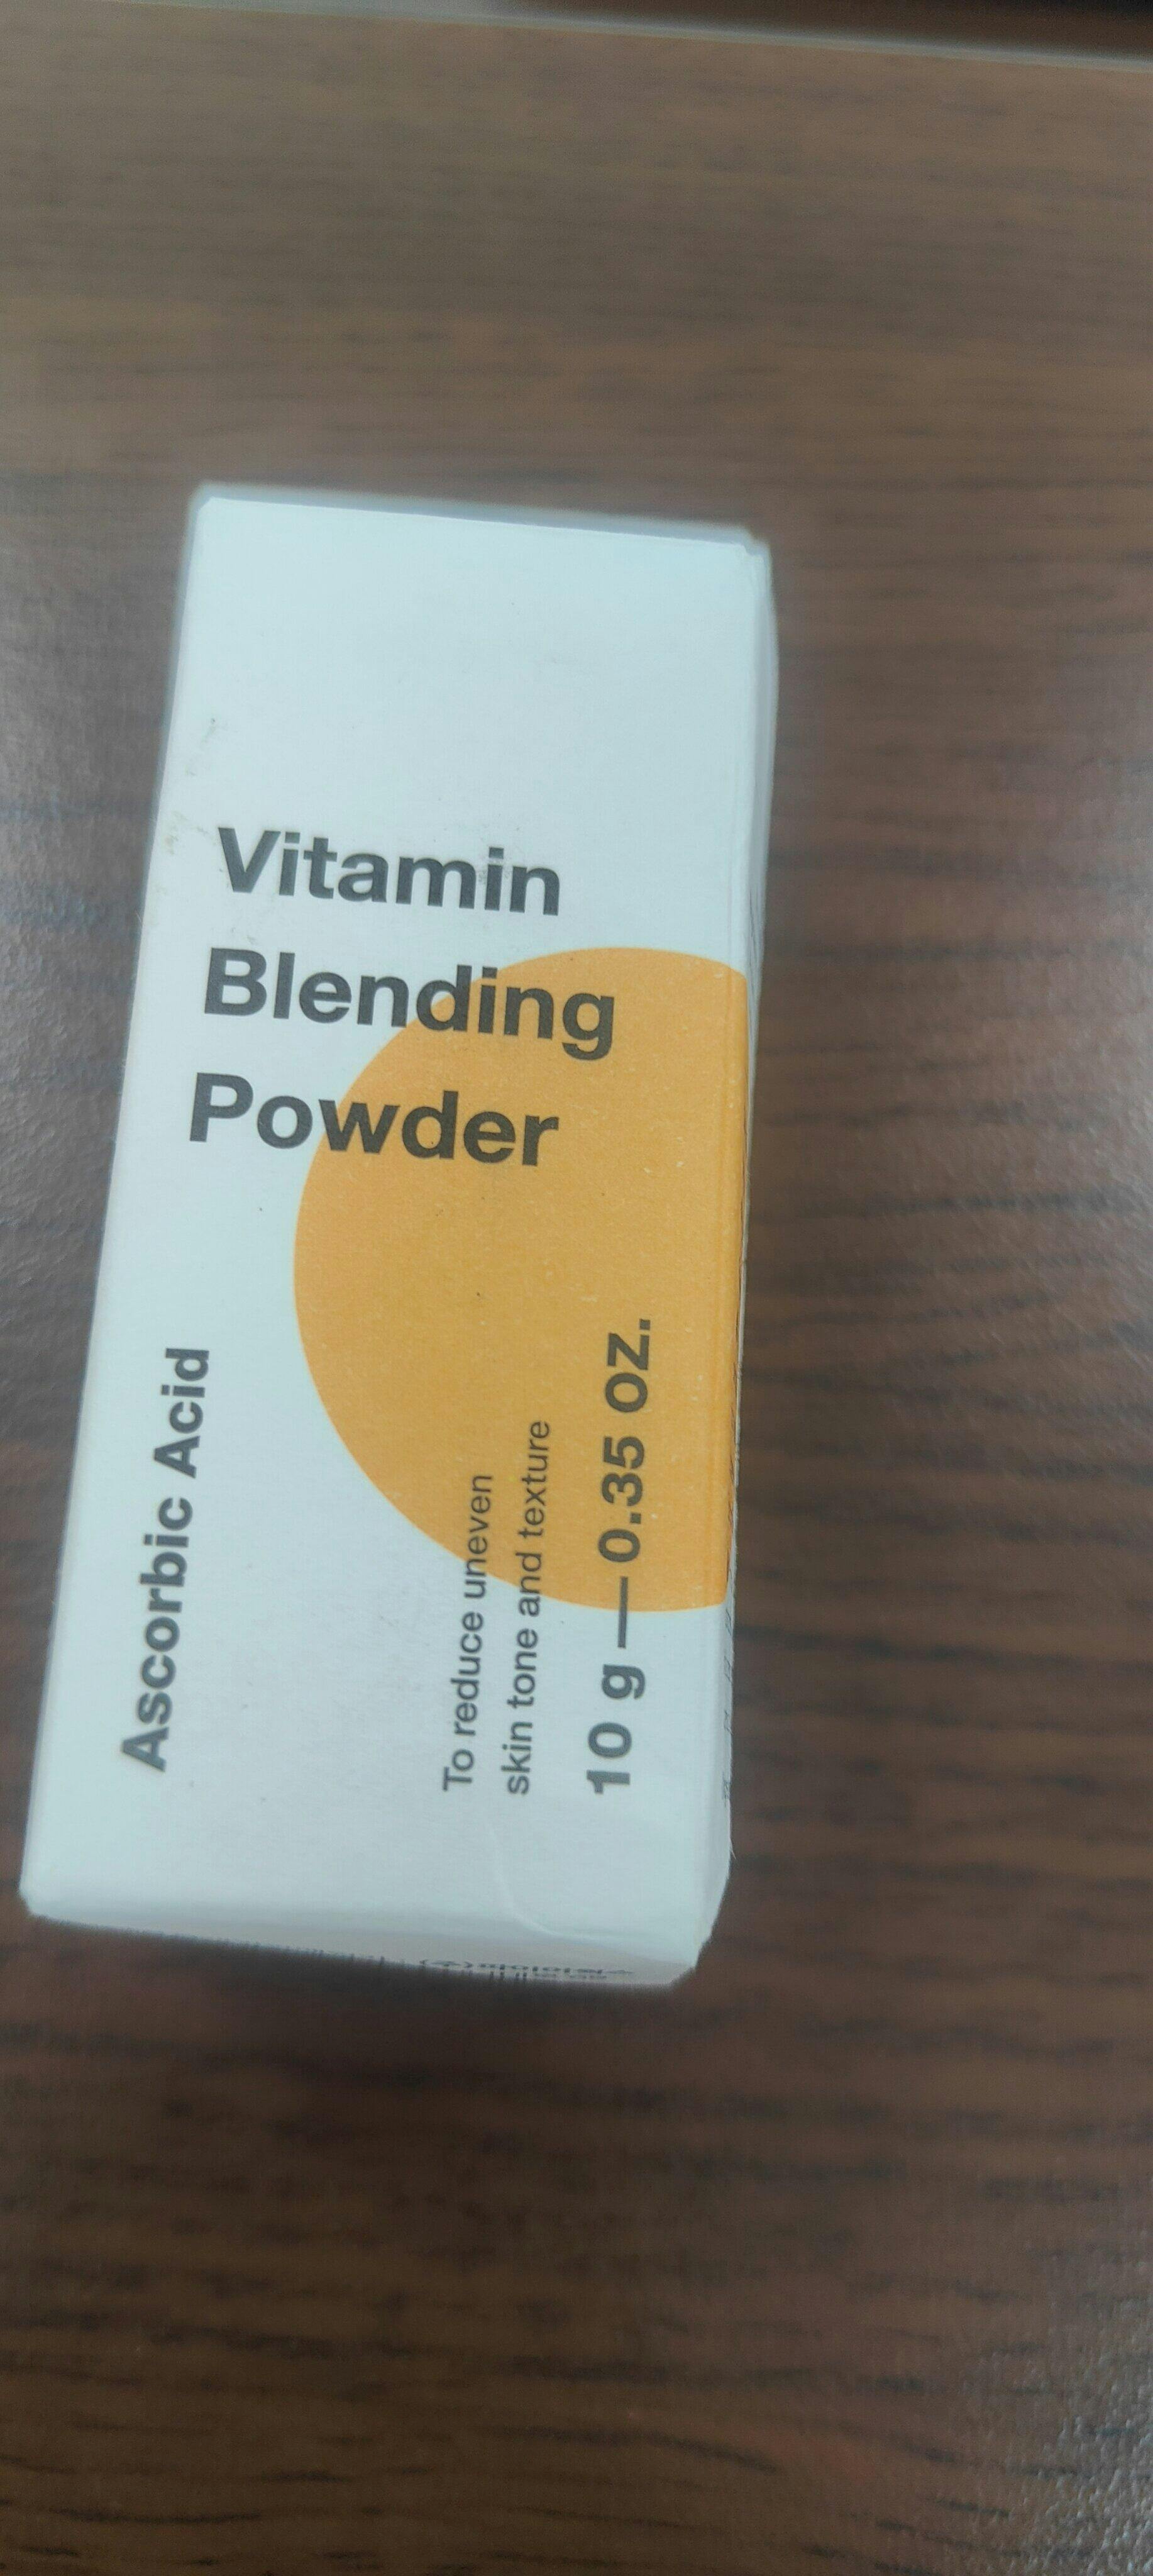 Vitamin
Blending
Powder
Ascorbic Acid
To reduce uneven
skin tone and texture
10 g — 0.35 oz.